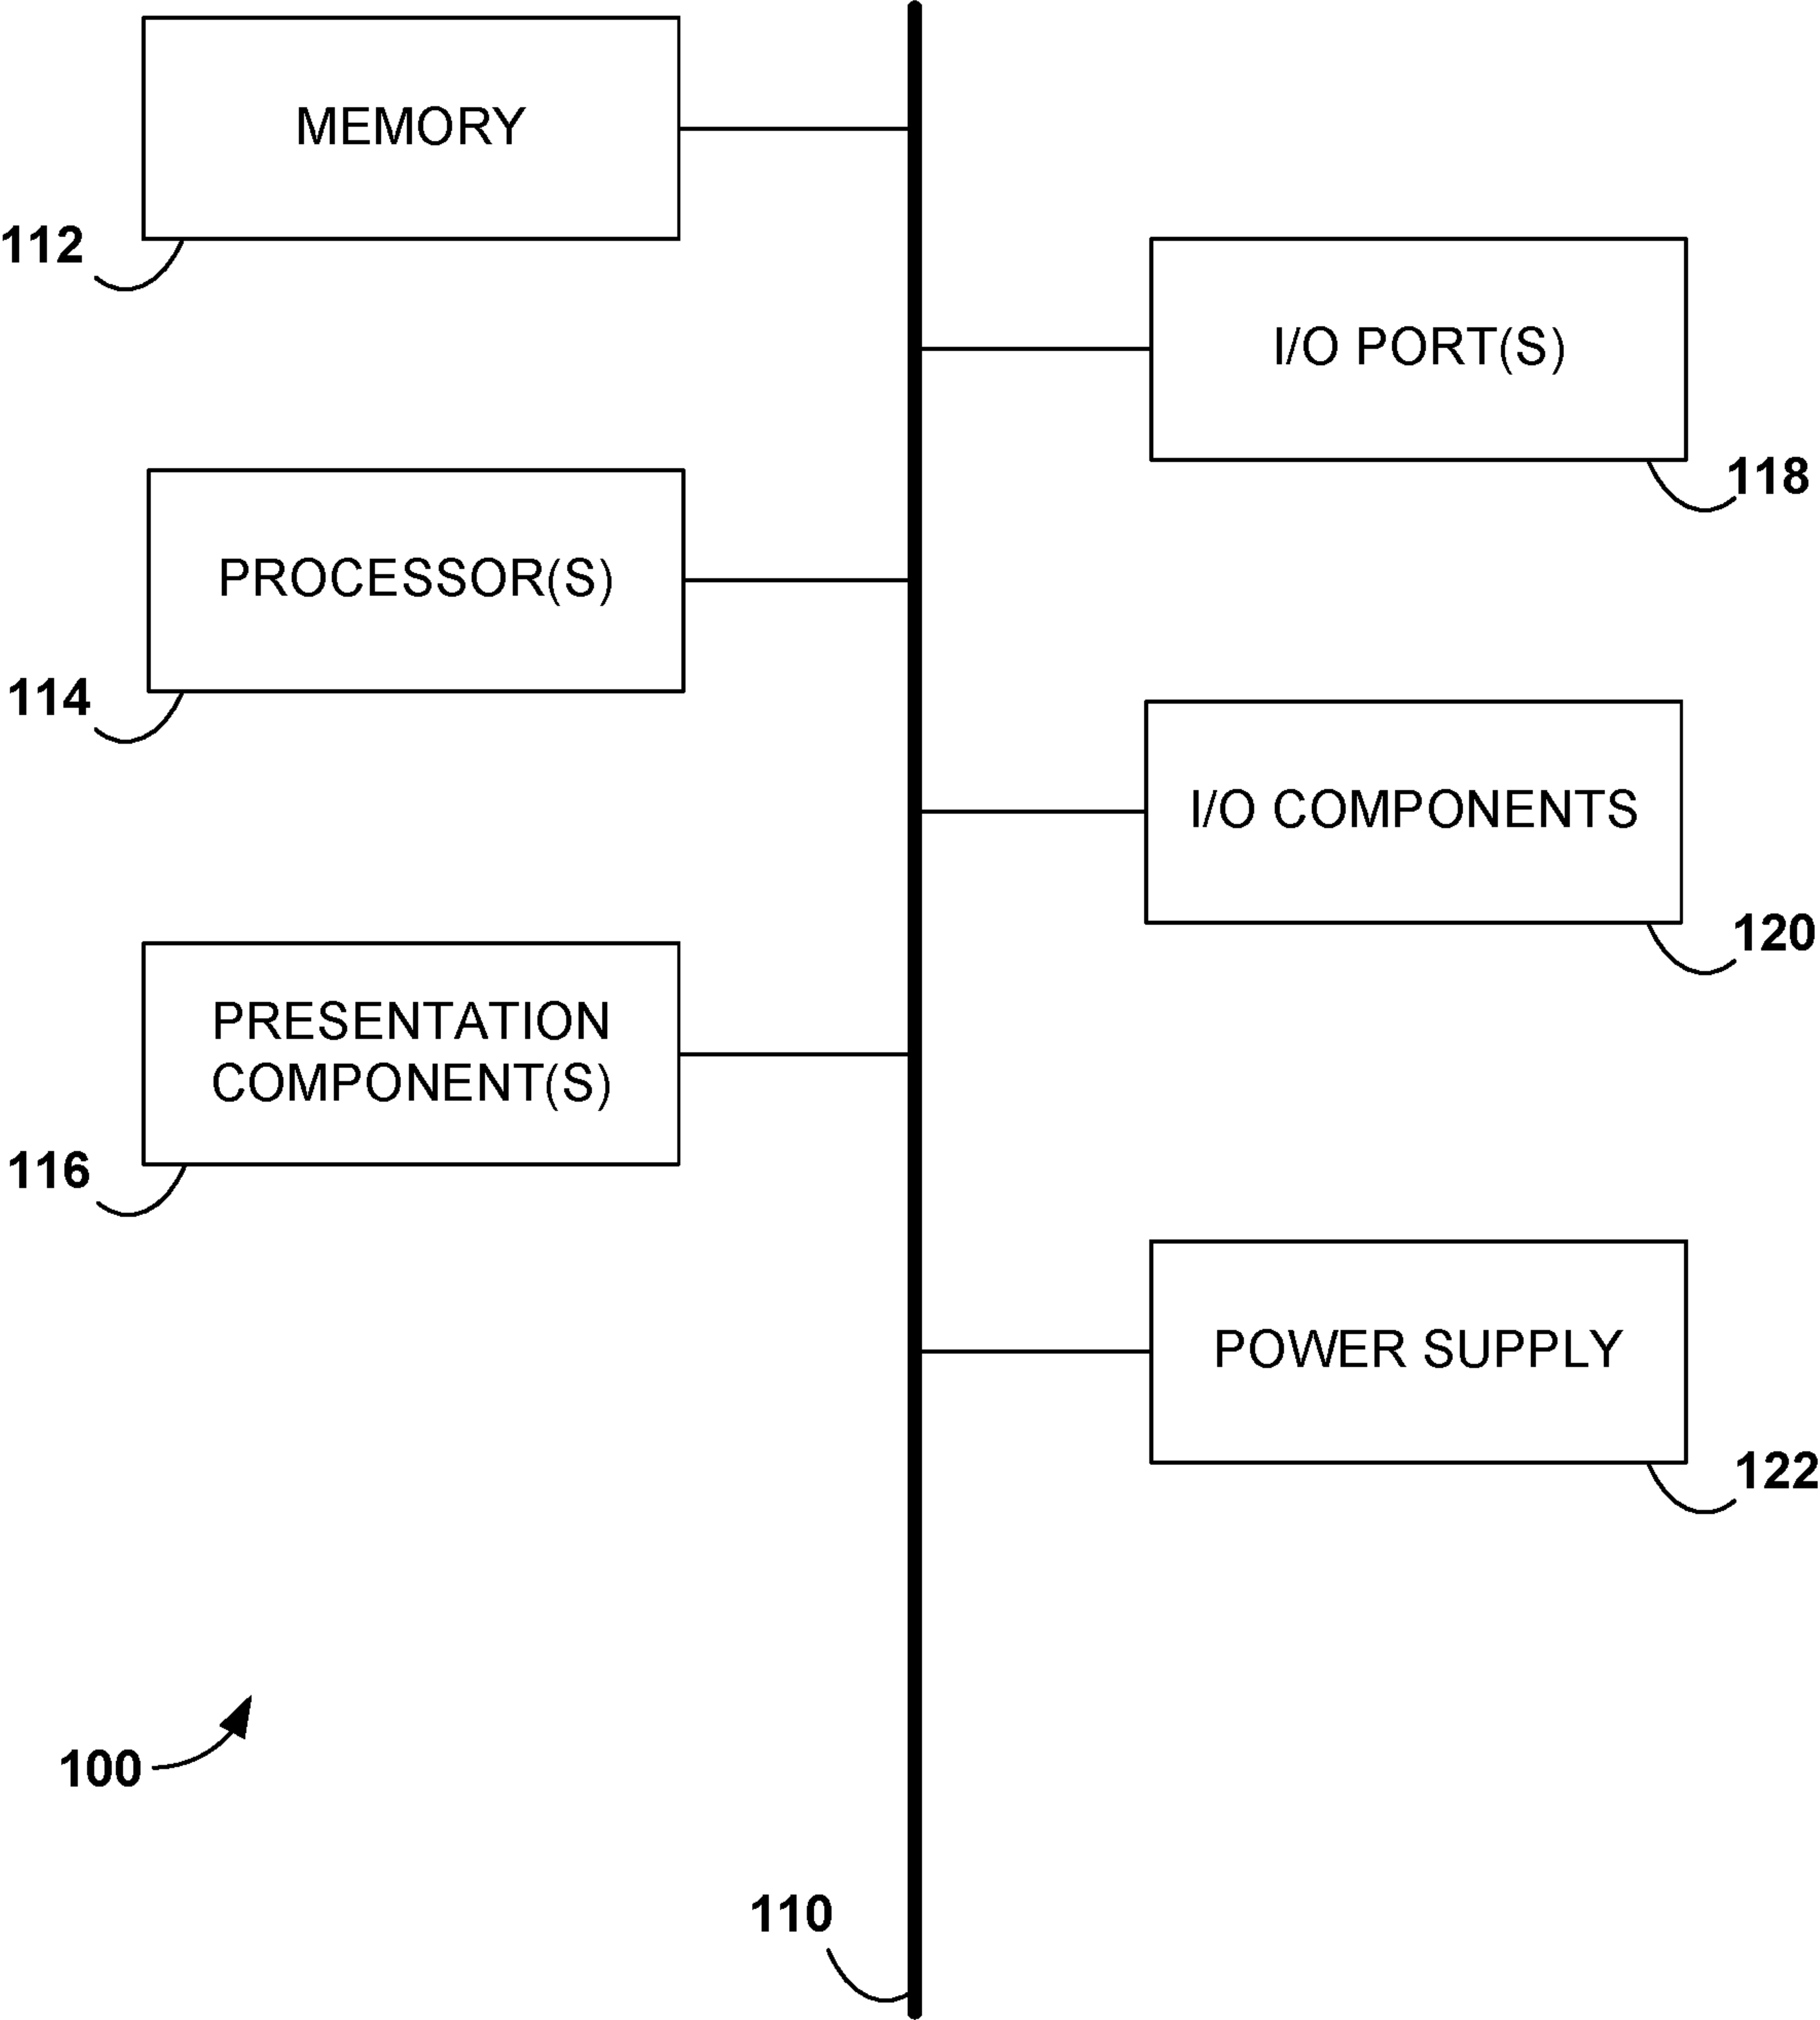 MEMORY
112
I/O PORT(S)
118
PROCESSOR(S)
114
I/O COMPONENTS
120
PRESENTATION
COMPONENT(S)
116
POWER SUPPLY
122
100
110